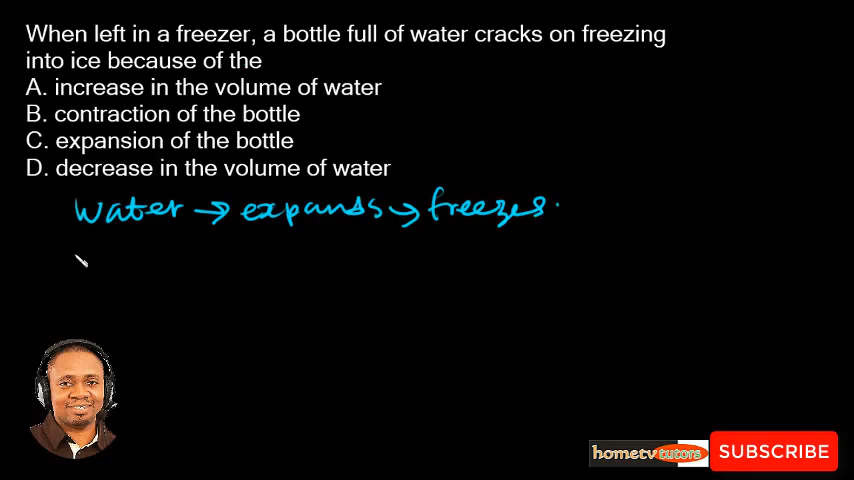 When left in a freezer, a bottle full of water cracks on freezing
into ice because of the
A. increase in the volume of water
B. contraction of the bottle
C. expansion of the bottle
D. decrease in the volume of water
Water → expands → freezes.
hometvtutors
SUBSCRIBE